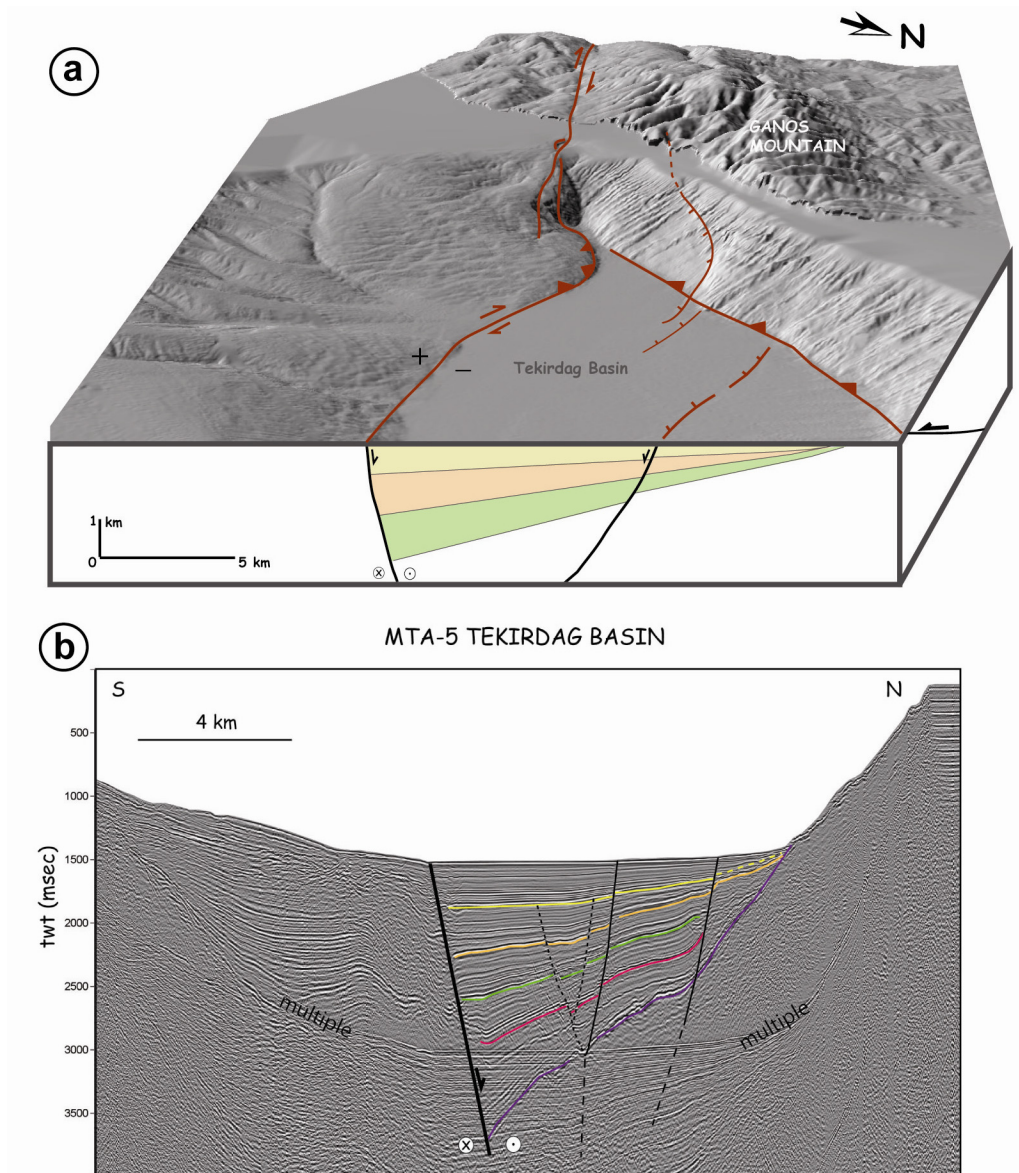 a
N
GANOS
MOUNTAIN
+
−
Tekirdag Basin
1 km
0
5 km
b
MTA-5 TEKIRDAG BASIN
S
N
4 km
500
1000
1500
2000
2500
3000
3500
twt (msec)
multiple
multiple